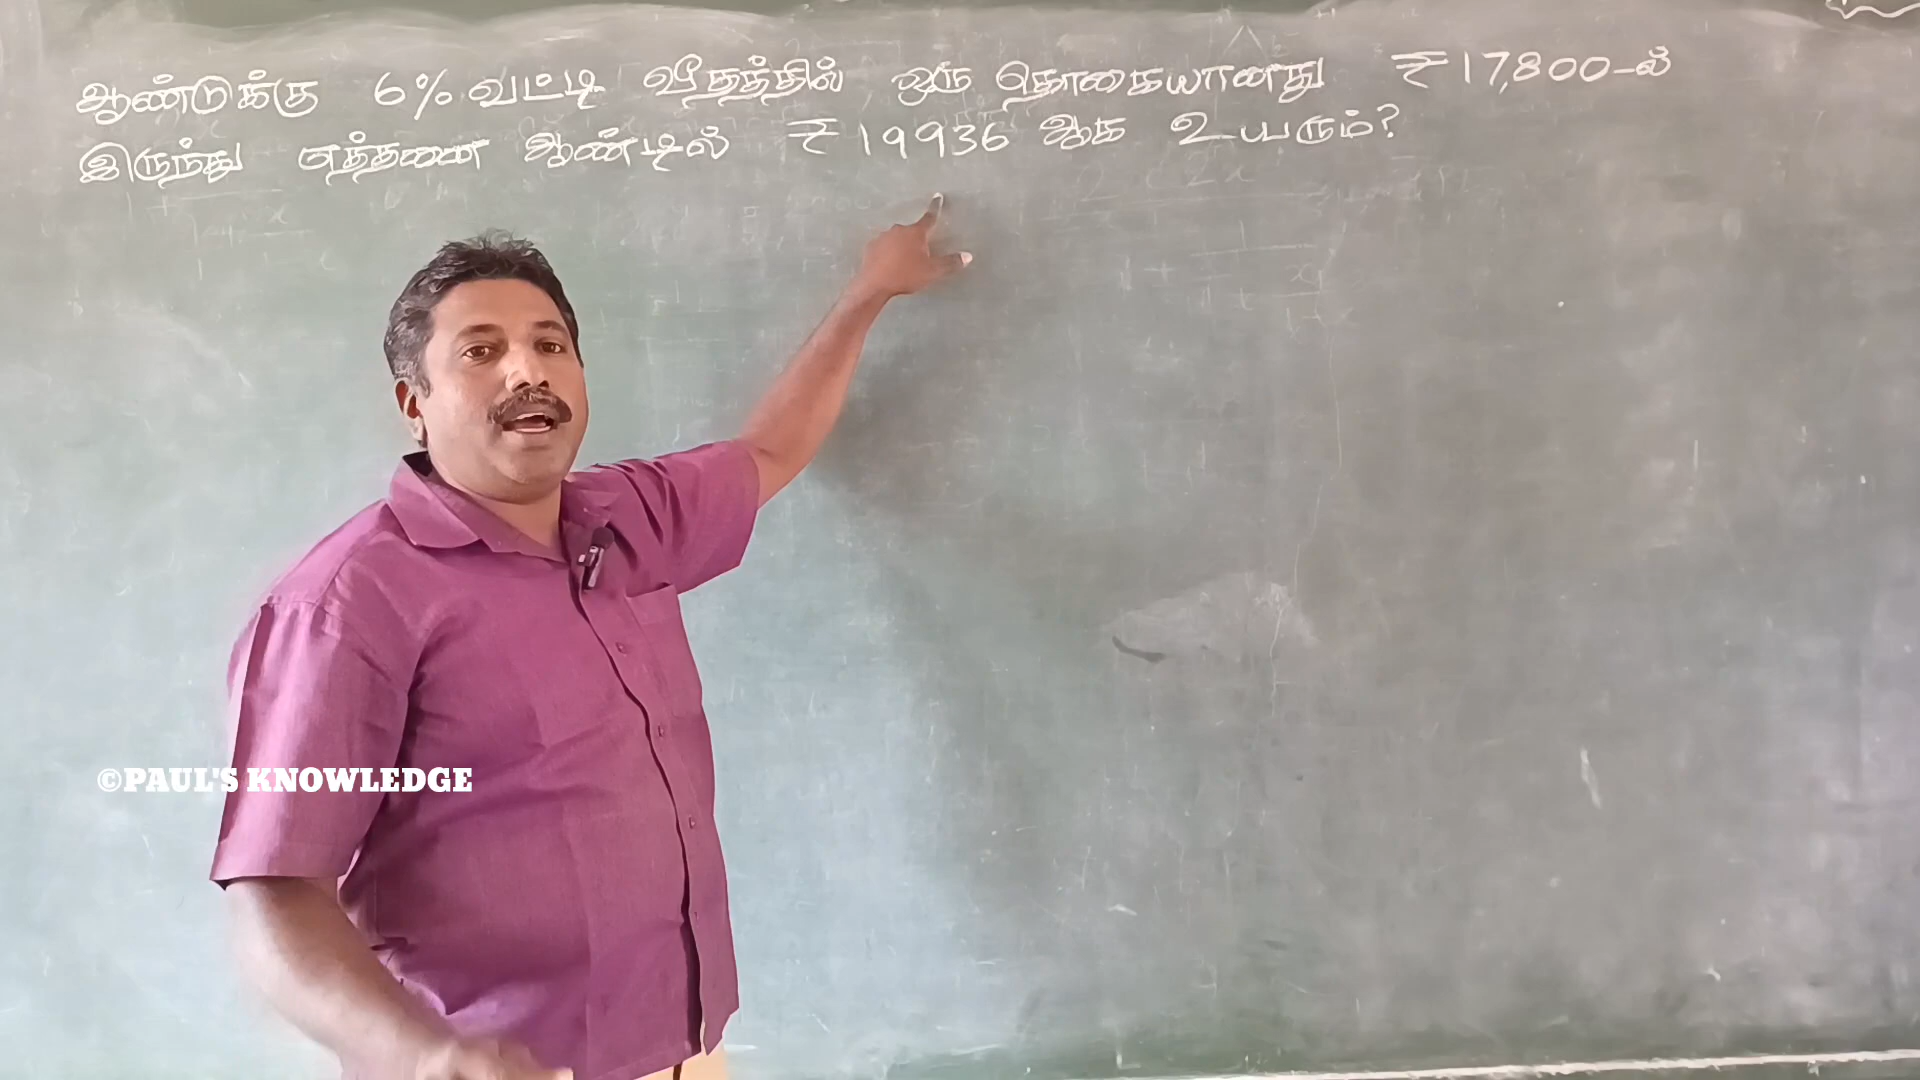 ஆண்டுக்கு 6% வட்டி வீதத்தில் ஒரு தொகையானது ₹17,800-ல்
இருந்து எத்தனை ஆண்டில் ₹19936 ஆக உயரும்?
©PAUL'S KNOWLEDGE